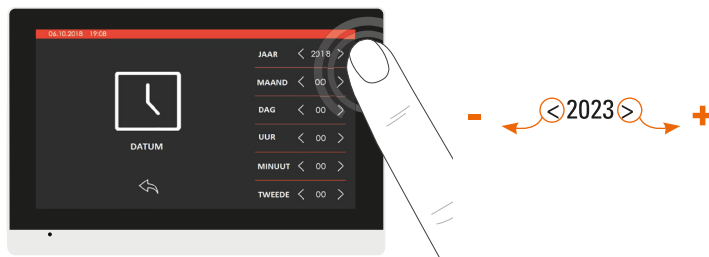 06.10.2018 19:08
JAAR < 2018 >
MAAND < 00 >
DAG < 00 >
UUR < 00 >
MINUUT < 00 >
TWEEDE < 00 >
DATUM
- < 2023 > +